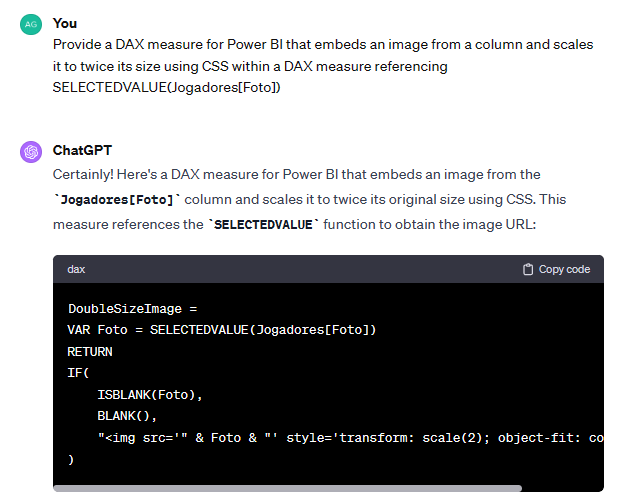 AG
You
Provide a DAX measure for Power BI that embeds an image from a column and scales
it to twice its size using CSS within a DAX measure referencing
SELECTEDVALUE(Jogadores[Foto])
ChatGPT
Certainly! Here's a DAX measure for Power BI that embeds an image from the
`Jogadores[Foto]` column and scales it to twice its original size using CSS. This
measure references the `SELECTEDVALUE` function to obtain the image URL:
dax Copy code
DoubleSizeImage =
VAR Foto = SELECTEDVALUE(Jogadores[Foto])
RETURN
IF(
    ISBLANK(Foto),
    BLANK(),
    "<img src='" & Foto & "' style='transform: scale(2); object-fit: co
)